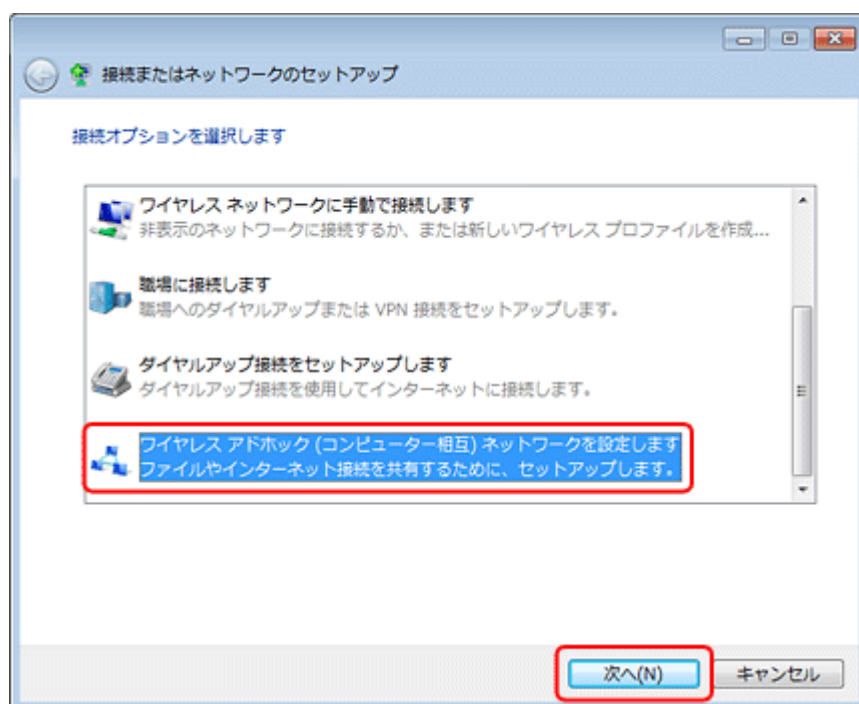 接続またはネットワークのセットアップ
接続オプションを選択します
ワイヤレス ネットワークに手動で接続します
非表示のネットワークに接続するか、または新しいワイヤレス プロファイルを作成...
職場に接続します
職場へのダイヤルアップまたは VPN 接続をセットアップします。
ダイヤルアップ接続をセットアップします
ダイヤルアップ接続を使用してインターネットに接続します。
ワイヤレス アドホック (コンピューター相互) ネットワークを設定します
ファイルやインターネット接続を共有するために、セットアップします。
次へ(N)
キャンセル